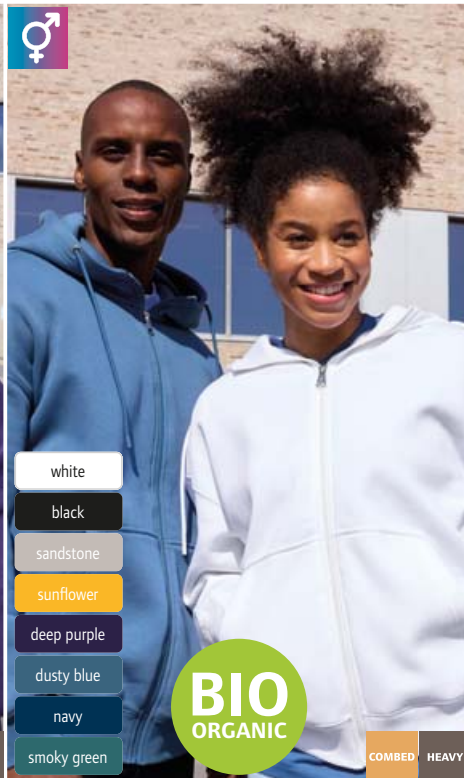 white
black
sandstone
sunflower
deep purple
dusty blue
navy
smoky green
BIO
ORGANIC
COMBED
HEAVY